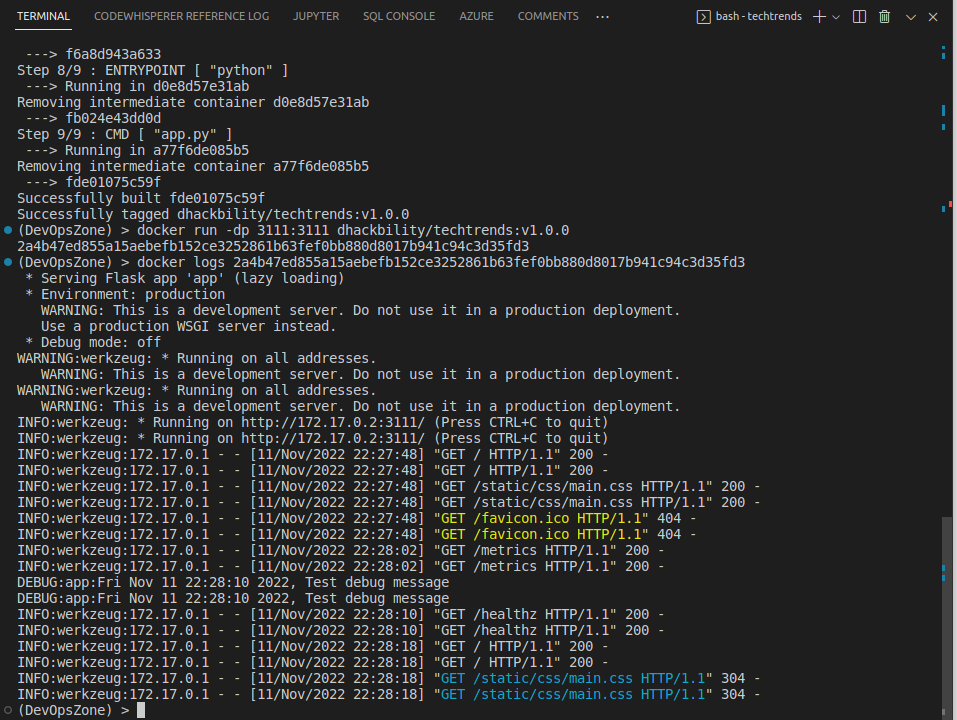 TERMINAL CODEWHISPERER REFERENCE LOG JUPYTER SQL CONSOLE AZURE COMMENTS ··· bash - techtrends
---> f6a8d943a633
Step 8/9 : ENTRYPOINT [ "python" ]
---> Running in d0e8d57e31ab
Removing intermediate container d0e8d57e31ab
---> fb024e43dd0d
Step 9/9 : CMD [ "app.py" ]
---> Running in a77f6de085b5
Removing intermediate container a77f6de085b5
---> fde01075c59f
Successfully built fde01075c59f
Successfully tagged dhackbility/techtrends:v1.0.0
(DevOpsZone) > docker run -dp 3111:3111 dhackbility/techtrends:v1.0.0
2a4b47ed855a15aebefb152ce3252861b63fef0bb880d8017b941c94c3d35fd3
(DevOpsZone) > docker logs 2a4b47ed855a15aebefb152ce3252861b63fef0bb880d8017b941c94c3d35fd3
* Serving Flask app 'app' (lazy loading)
* Environment: production
WARNING: This is a development server. Do not use it in a production deployment.
Use a production WSGI server instead.
* Debug mode: off
WARNING:werkzeug: * Running on all addresses.
WARNING: This is a development server. Do not use it in a production deployment.
WARNING:werkzeug: * Running on all addresses.
WARNING: This is a development server. Do not use it in a production deployment.
INFO:werkzeug: * Running on http://172.17.0.2:3111/ (Press CTRL+C to quit)
INFO:werkzeug: * Running on http://172.17.0.2:3111/ (Press CTRL+C to quit)
INFO:werkzeug:172.17.0.1 - - [11/Nov/2022 22:27:48] "GET / HTTP/1.1" 200 -
INFO:werkzeug:172.17.0.1 - - [11/Nov/2022 22:27:48] "GET / HTTP/1.1" 200 -
INFO:werkzeug:172.17.0.1 - - [11/Nov/2022 22:27:48] "GET /static/css/main.css HTTP/1.1" 200 -
INFO:werkzeug:172.17.0.1 - - [11/Nov/2022 22:27:48] "GET /static/css/main.css HTTP/1.1" 200 -
INFO:werkzeug:172.17.0.1 - - [11/Nov/2022 22:27:48] "GET /favicon.ico HTTP/1.1" 404 -
INFO:werkzeug:172.17.0.1 - - [11/Nov/2022 22:27:48] "GET /favicon.ico HTTP/1.1" 404 -
INFO:werkzeug:172.17.0.1 - - [11/Nov/2022 22:28:02] "GET /metrics HTTP/1.1" 200 -
INFO:werkzeug:172.17.0.1 - - [11/Nov/2022 22:28:02] "GET /metrics HTTP/1.1" 200 -
DEBUG:app:Fri Nov 11 22:28:10 2022, Test debug message
DEBUG:app:Fri Nov 11 22:28:10 2022, Test debug message
INFO:werkzeug:172.17.0.1 - - [11/Nov/2022 22:28:10] "GET /healthz HTTP/1.1" 200 -
INFO:werkzeug:172.17.0.1 - - [11/Nov/2022 22:28:10] "GET /healthz HTTP/1.1" 200 -
INFO:werkzeug:172.17.0.1 - - [11/Nov/2022 22:28:18] "GET / HTTP/1.1" 200 -
INFO:werkzeug:172.17.0.1 - - [11/Nov/2022 22:28:18] "GET / HTTP/1.1" 200 -
INFO:werkzeug:172.17.0.1 - - [11/Nov/2022 22:28:18] "GET /static/css/main.css HTTP/1.1" 304 -
INFO:werkzeug:172.17.0.1 - - [11/Nov/2022 22:28:18] "GET /static/css/main.css HTTP/1.1" 304 -
(DevOpsZone) >